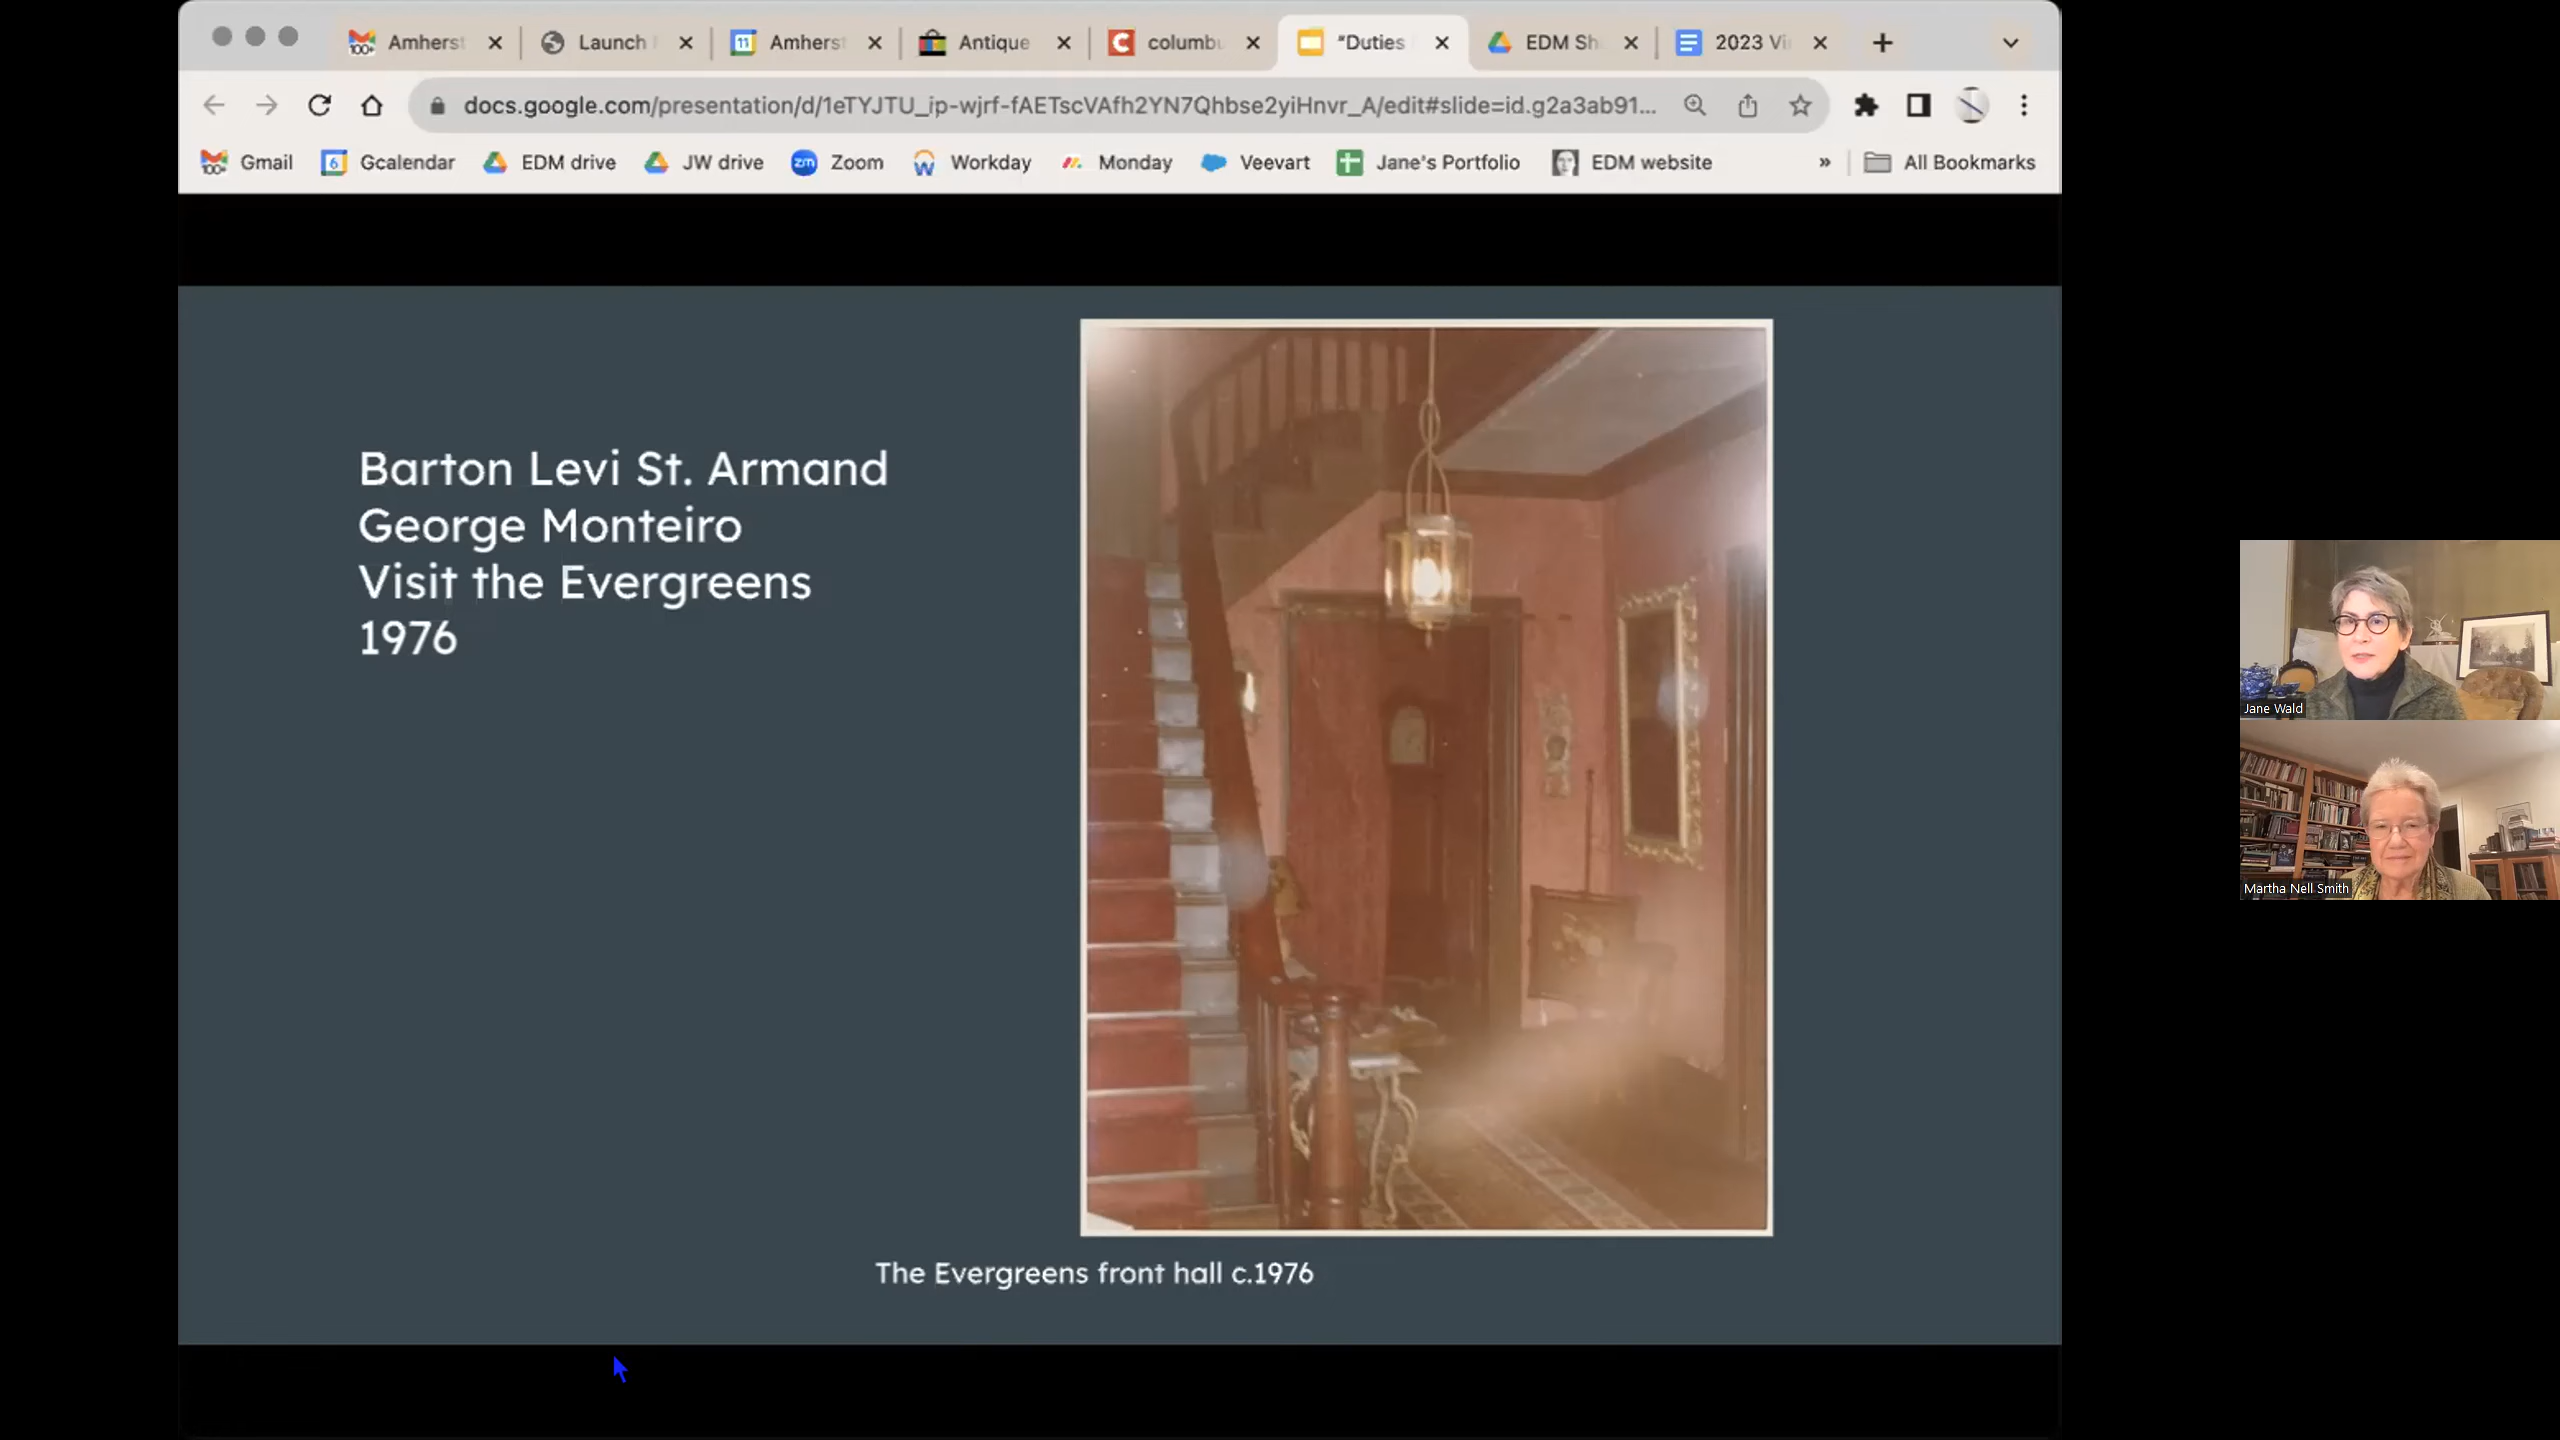 Amherst
Launch
Amherst
Antique
columbu
"Duties
EDM Sh
2023 Vi
docs.google.com/presentation/d/1eTYJTU_ip-wjrf-fAETscVAfh2YN7Qhbse2yiHnvr_A/edit#slide=id.g2a3ab91...
Gmail
Gcalendar
EDM drive
JW drive
Zoom
Workday
Monday
Veevart
Jane's Portfolio
EDM website
»
All Bookmarks
Barton Levi St. Armand
George Monteiro
Visit the Evergreens
1976
The Evergreens front hall c.1976
Jane Wald
Martha Nell Smith